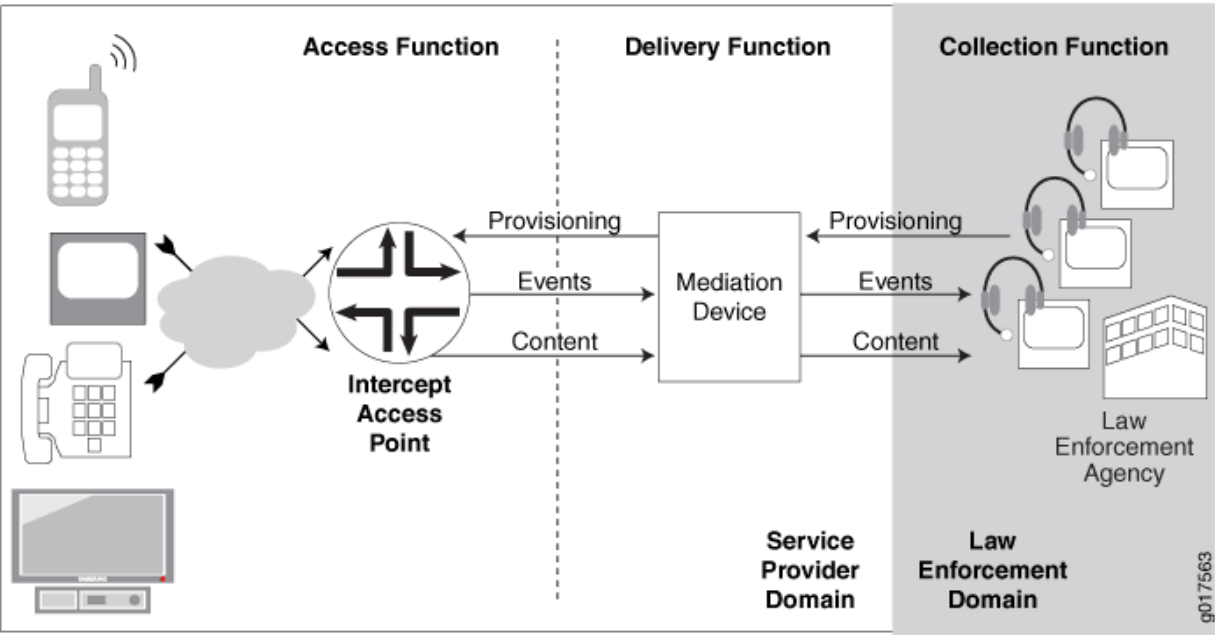 Access Function
Delivery Function
Collection Function
Provisioning
Provisioning
Events
Mediation
Device
Events
Content
Content
Intercept
Access
Point
Law
Enforcement
Agency
SAMSUNG
Service
Provider
Domain
Law
Enforcement
Domain
g017563